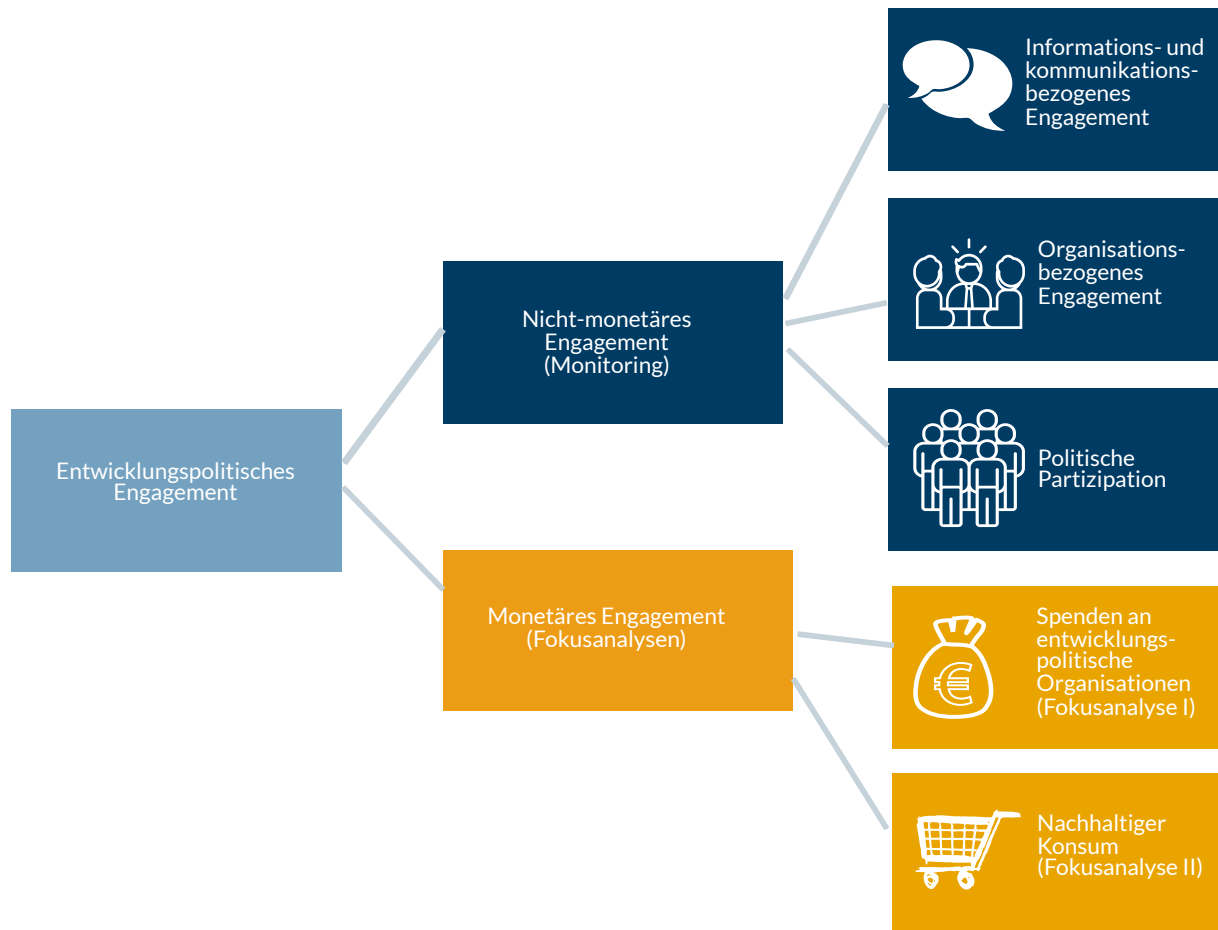 Entwicklungspolitisches
Engagement
Nicht-monetäres
Engagement
(Monitoring)
Informations- und
kommunikations-
bezogenes
Engagement
Organisations-
bezogenes
Engagement
Politische
Partizipation
Monetäres Engagement
(Fokusanalysen)
€
Spenden an
entwicklungs-
politische
Organisationen
(Fokusanalyse I)
Nachhaltiger
Konsum
(Fokusanalyse II)